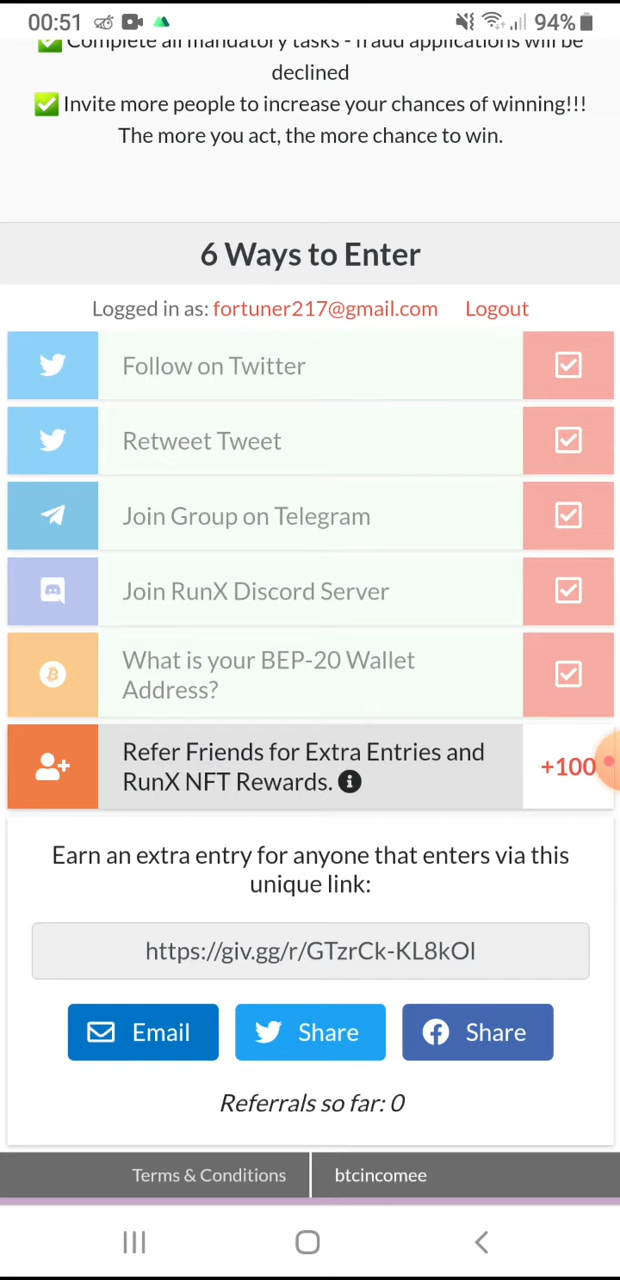 00:51 94%
Complete all mandatory tasks - fraud applications will be
declined
Invite more people to increase your chances of winning!!!
The more you act, the more chance to win.
6 Ways to Enter
Logged in as: fortuner217@gmail.com Logout
Follow on Twitter
Retweet Tweet
Join Group on Telegram
Join RunX Discord Server
What is your BEP-20 Wallet
Address?
Refer Friends for Extra Entries and
RunX NFT Rewards.
+100
Earn an extra entry for anyone that enters via this
unique link:
https://giv.gg/r/GTzrCk-KL8kOI
Email Share Share
Referrals so far: 0
Terms & Conditions btcincomee